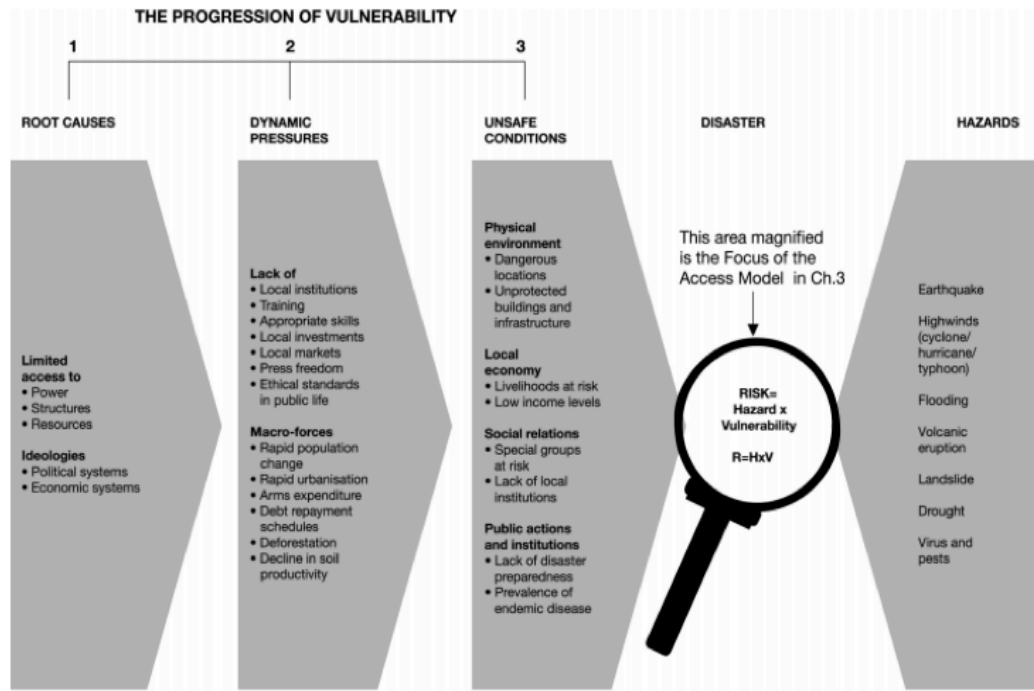 THE PROGRESSION OF VULNERABILITY
1
2
3
ROOT CAUSES
DYNAMIC
PRESSURES
UNSAFE
CONDITIONS
DISASTER
HAZARDS
Limited
access to
• Power
• Structures
• Resources
Ideologies
• Political systems
• Economic systems
Lack of
• Local institutions
• Training
• Appropriate skills
• Local investments
• Local markets
• Press freedom
• Ethical standards
in public life
Macro-forces
• Rapid population
change
• Rapid urbanisation
• Arms expenditure
• Debt repayment
schedules
• Deforestation
• Decline in soil
productivity
Physical
environment
• Dangerous
locations
• Unprotected
buildings and
infrastructure
Local
economy
• Livelihoods at risk
• Low income levels
Social relations
• Special groups
at risk
• Lack of local
institutions
Public actions
and institutions
• Lack of disaster
preparedness
• Prevalence of
endemic disease
This area magnified
is the Focus of the
Access Model in Ch.3
RISK=
Hazard x
Vulnerability
R=HxV
Earthquake
Highwinds
(cyclone/
hurricane/
typhoon)
Flooding
Volcanic
eruption
Landslide
Drought
Virus and
pests